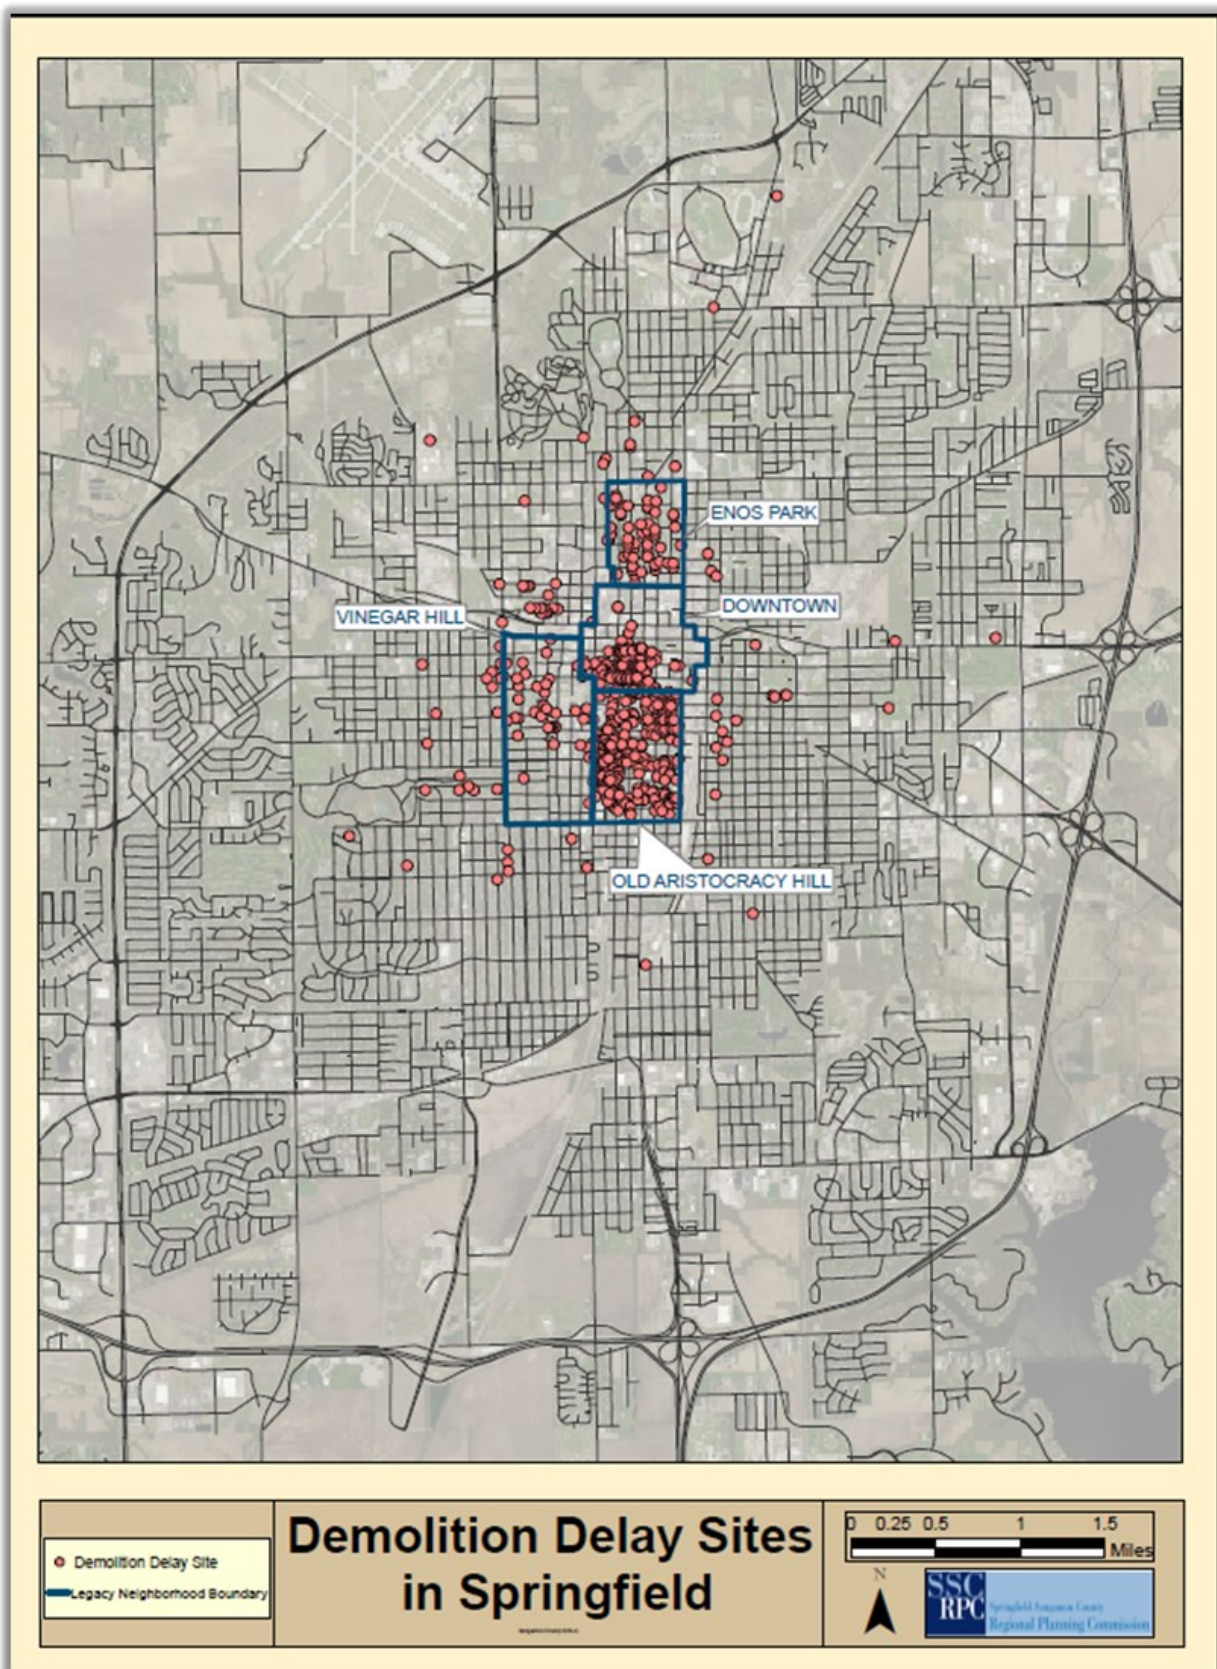 ENOS PARK
DOWNTOWN
VINEGAR HILL
OLD ARISTOCRACY HILL
Demolition Delay Site
Legacy Neighborhood Boundary
Demolition Delay Sites
in Springfield
0 0.25 0.5 1 1.5
Miles
N
SSC
RPC
Springfield-Sangamon County
Regional Planning Commission